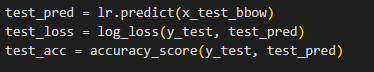 test_pred = lr.predict(x_test_bbow)
test_loss = log_loss(y_test, test_pred)
test_acc = accuracy_score(y_test, test_pred)